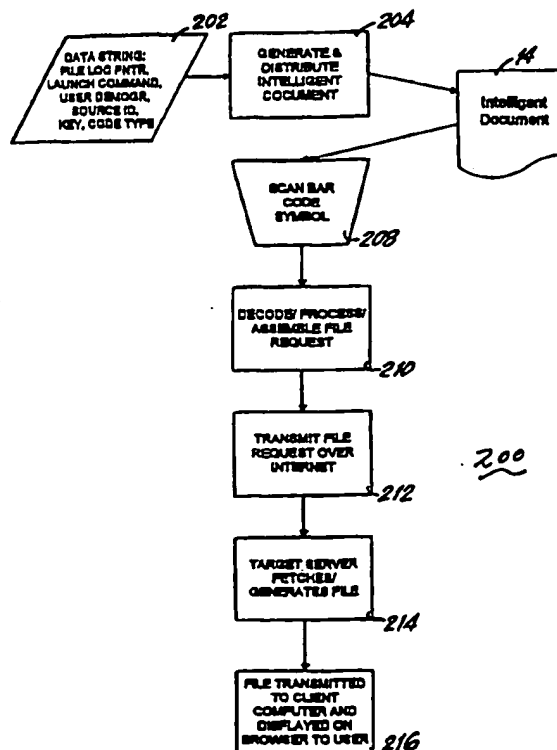 202
DATA STRING:
FILE LOG PNTR,
LAUNCH COMMAND,
USER DEMOGR,
SOURCE ID,
KEY, CODE TYPE
204
GENERATE &
DISTRIBUTE
INTELLIGENT
DOCUMENT
14
Intelligent
Document
SCAN BAR
CODE
SYMBOL
208
DECODE/ PROCESS/
ASSEMBLE FILE
REQUEST
210
TRANSMIT FILE
REQUEST OVER
INTERNET
212
200
TARGET SERVER
FETCHES/
GENERATES FILE
214
FILE TRANSMITTED
TO CLIENT
COMPUTER AND
DISPLAYED ON
BROWSER TO USER
216